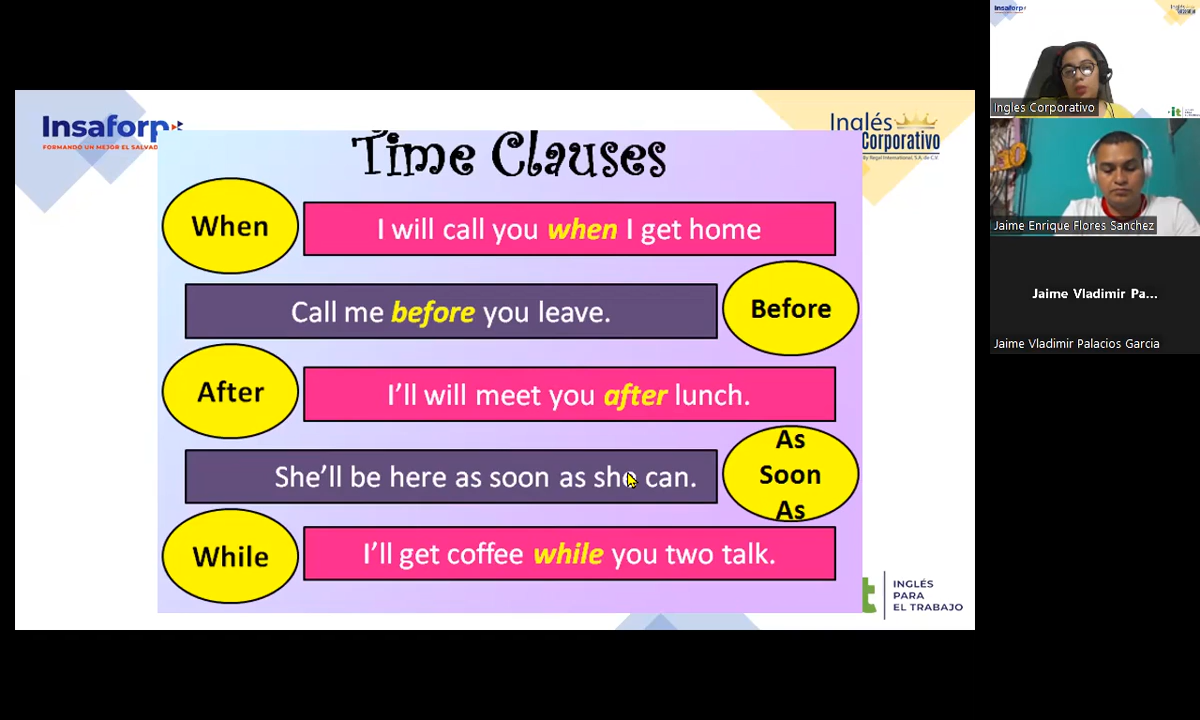 Insaforp
FORMANDO UN MEJOR EL SALVAD
Inglés
Corporativo
By Regal International, S.A. de C.V.
Time Clauses
When
I will call you when I get home
Call me before you leave.
Before
After
I'll will meet you after lunch.
She'll be here as soon as she can.
As
Soon
As
While
I'll get coffee while you two talk.
INGLÉS
PARA
EL TRABAJO
Insaforp
Ingles Corporativo
Jaime Enrique Flores Sanchez
Jaime Vladimir Pa...
Jaime Vladimir Palacios Garcia